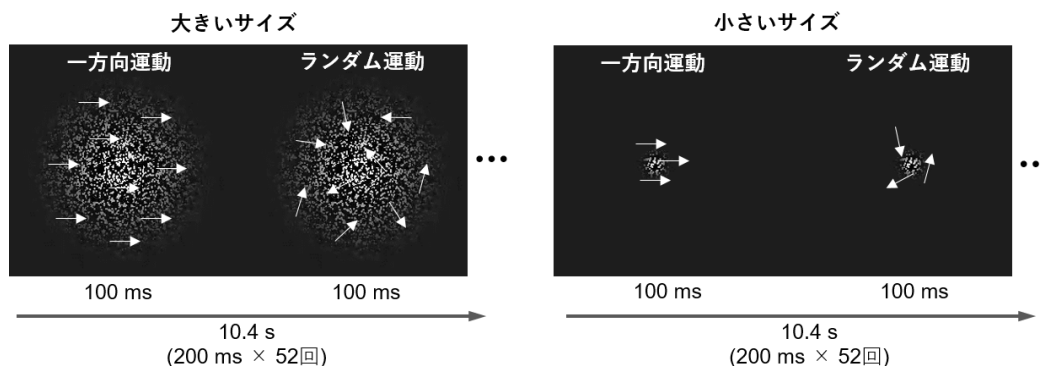 大きいサイズ
一方向運動
ランダム運動
•••
100 ms
100 ms
10.4 s
(200 ms × 52回)
小さいサイズ
一方向運動
ランダム運動
••
100 ms
100 ms
10.4 s
(200 ms × 52回)